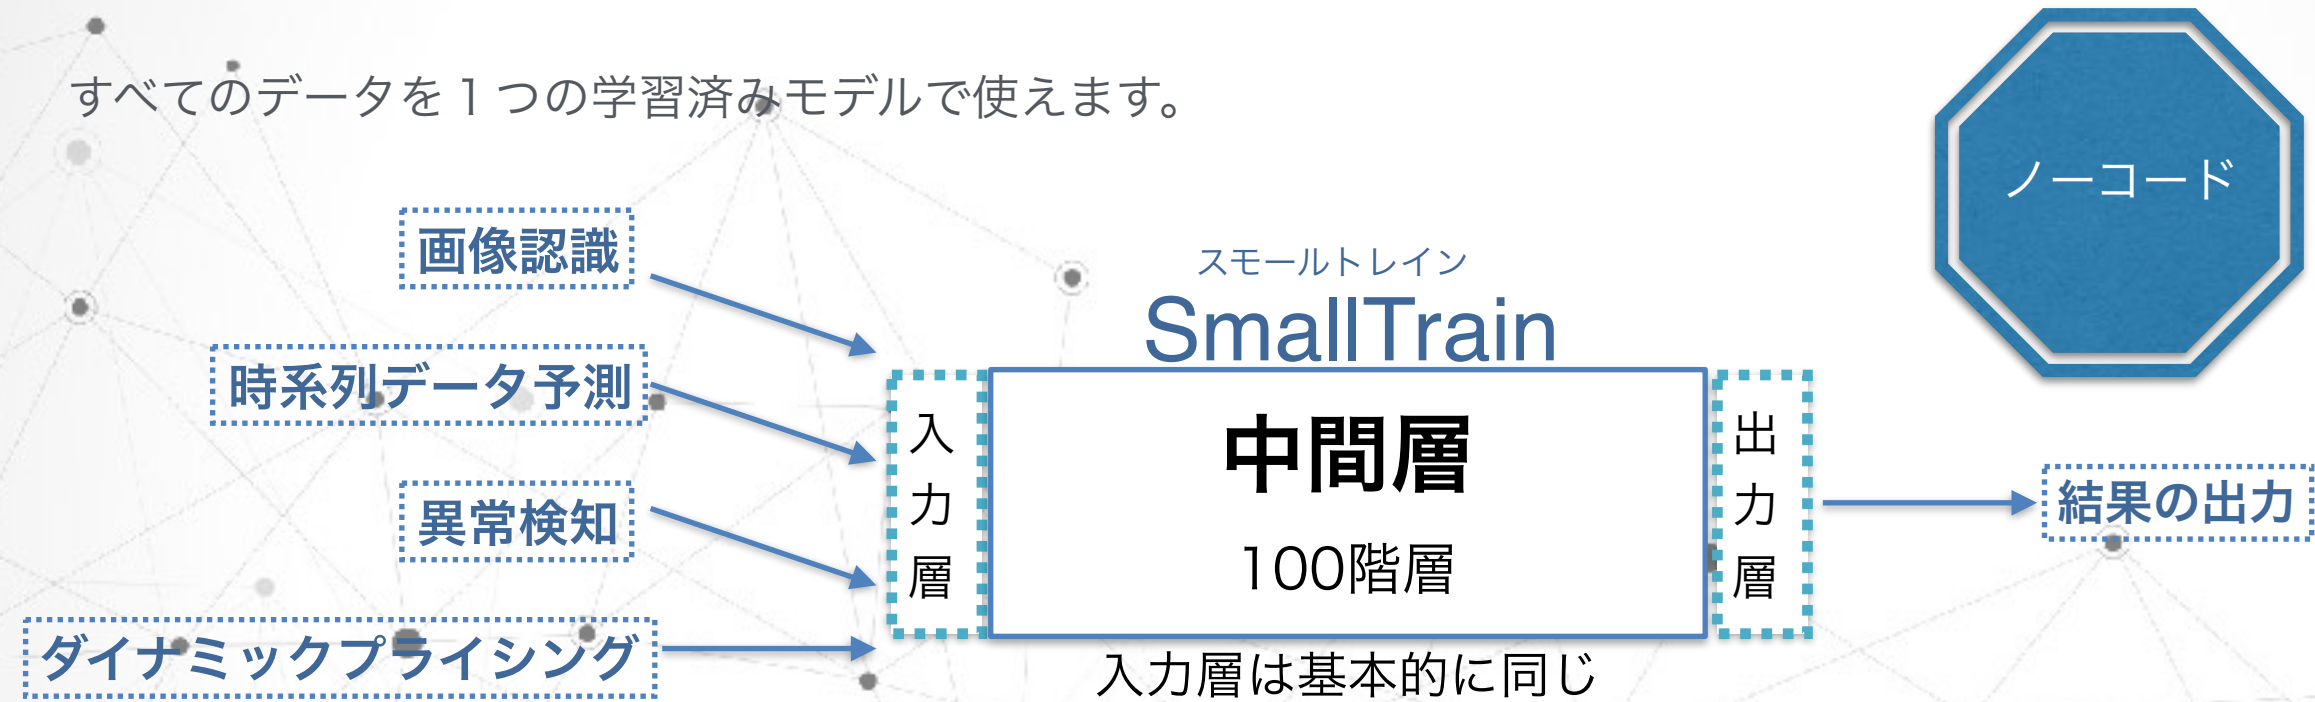 すべてのデータを１つの学習済みモデルで使えます。
ノーコード
画像認識
時系列データ予測
異常検知
ダイナミックプライシング
スモールトレイン
SmallTrain
入力層
中間層
100階層
出力層
入力層は基本的に同じ
結果の出力